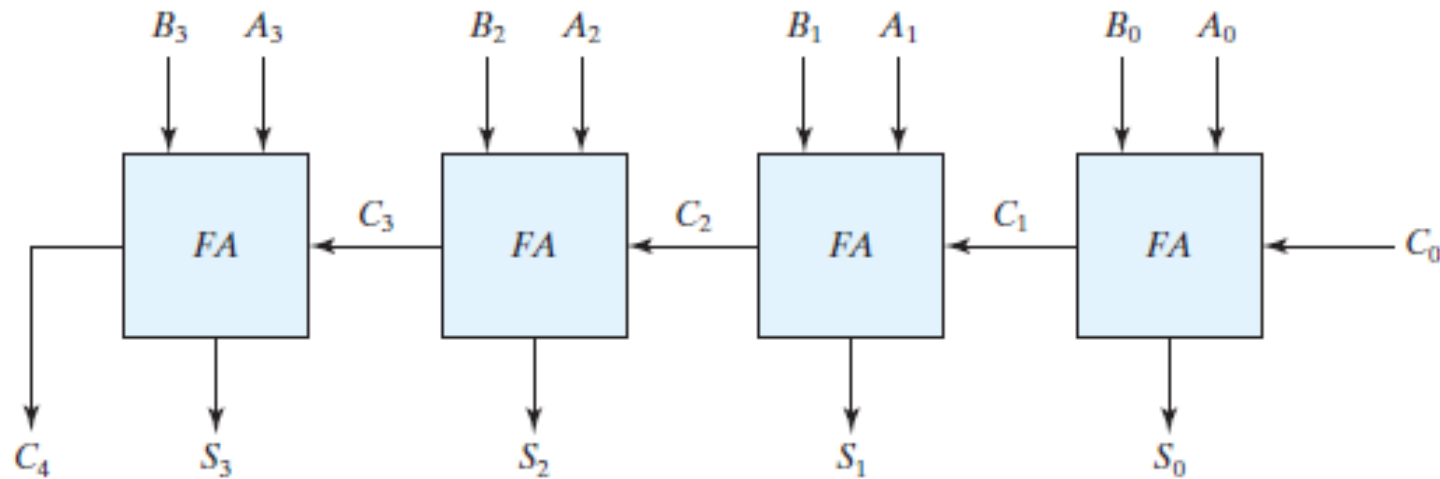 B₃ A₃ B₂ A₂ B₁ A₁ B₀ A₀
C₃ C₂ C₁
FA FA FA FA C₀
C₄ S₃ S₂ S₁ S₀